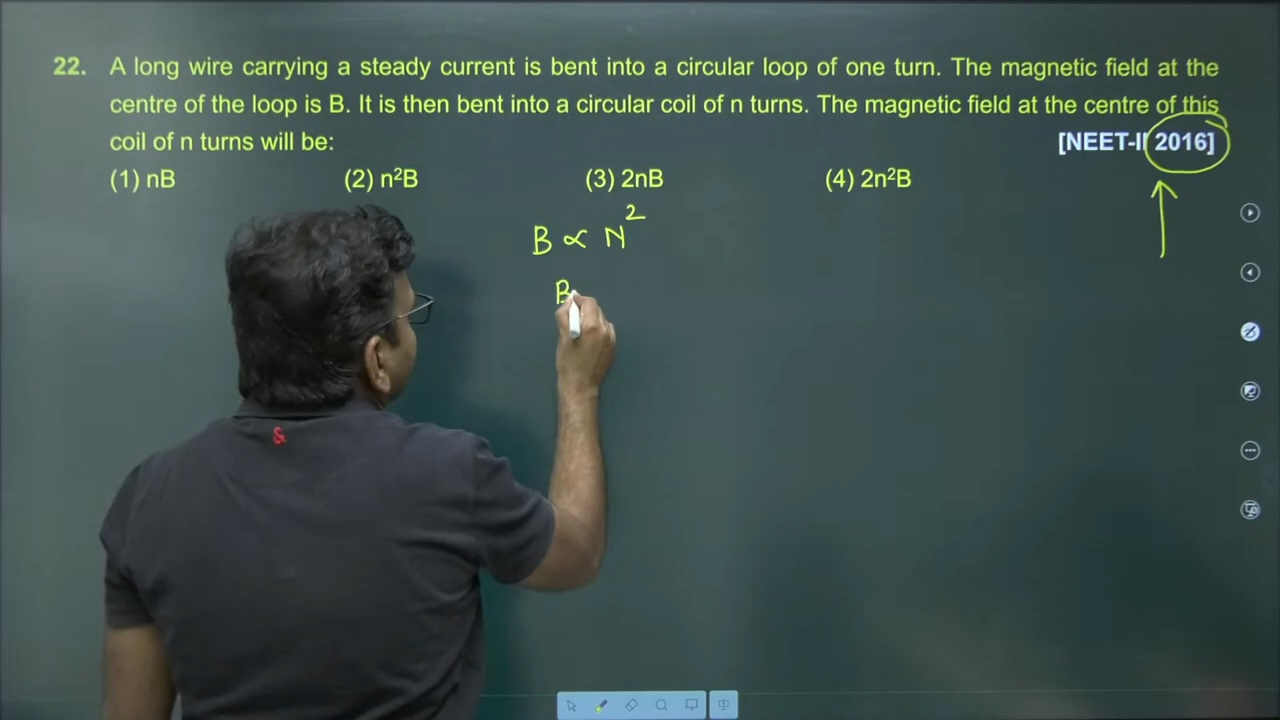 22. A long wire carrying a steady current is bent into a circular loop of one turn. The magnetic field at the
centre of the loop is B. It is then bent into a circular coil of n turns. The magnetic field at the centre of this
coil of n turns will be: [NEET-II 2016]
(1) nB (2) n²B (3) 2nB (4) 2n²B
B ∝ N²
B
&